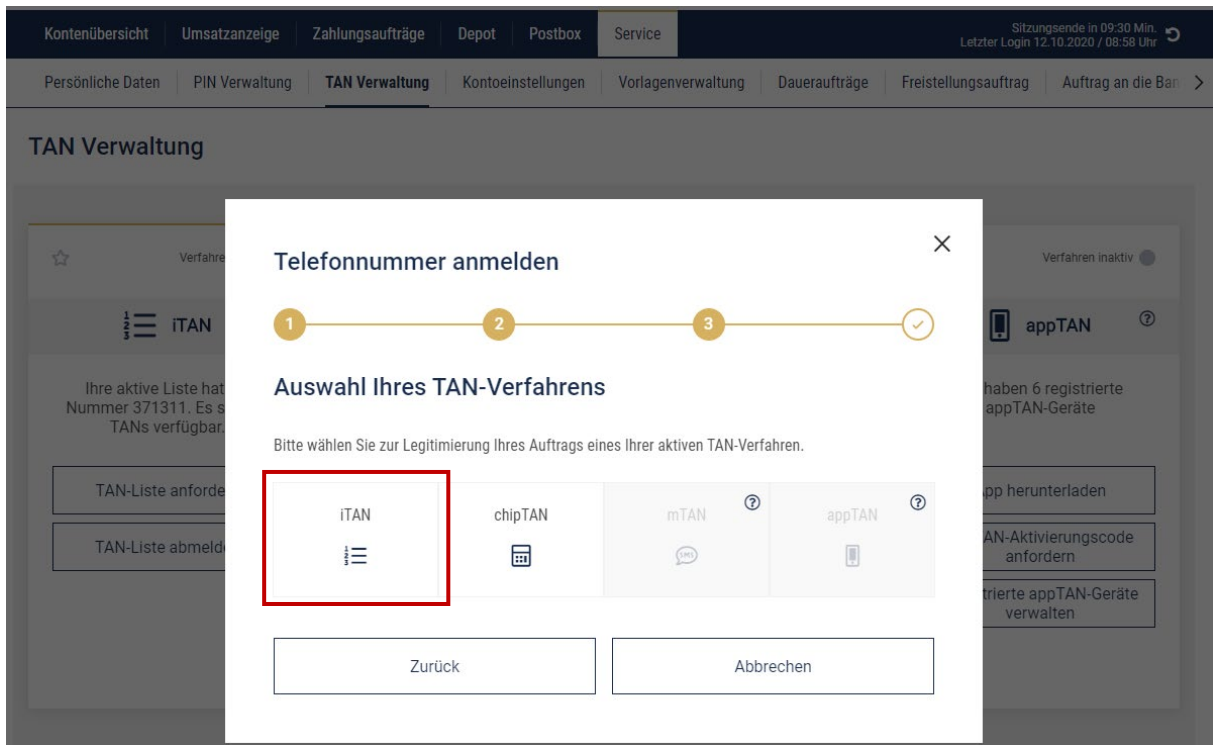 Kontenübersicht Umsatzanzeige Zahlungsaufträge Depot Postbox Service
Sitzungsende in 09:30 Min.
Letzter Login 12.10.2020 / 08:58 Uhr
Persönliche Daten PIN Verwaltung TAN Verwaltung Kontoeinstellungen Vorlagenverwaltung Daueraufträge Freistellungsauftrag Auftrag an die Ban
TAN Verwaltung
Verfahre
Verfahren inaktiv
iTAN
appTAN
Ihre aktive Liste hat
Nummer 371311. Es s
TANs verfügbar.
haben 6 registrierte
appTAN-Geräte
TAN-Liste anforde
TAN-Liste abmeld
App herunterladen
AN-Aktivierungscode
anfordern
trierte appTAN-Geräte
verwalten
Telefonnummer anmelden
1 2 3
Auswahl Ihres TAN-Verfahrens
Bitte wählen Sie zur Legitimierung Ihres Auftrags eines Ihrer aktiven TAN-Verfahren.
iTAN chipTAN mTAN appTAN
SMS
Zurück Abbrechen